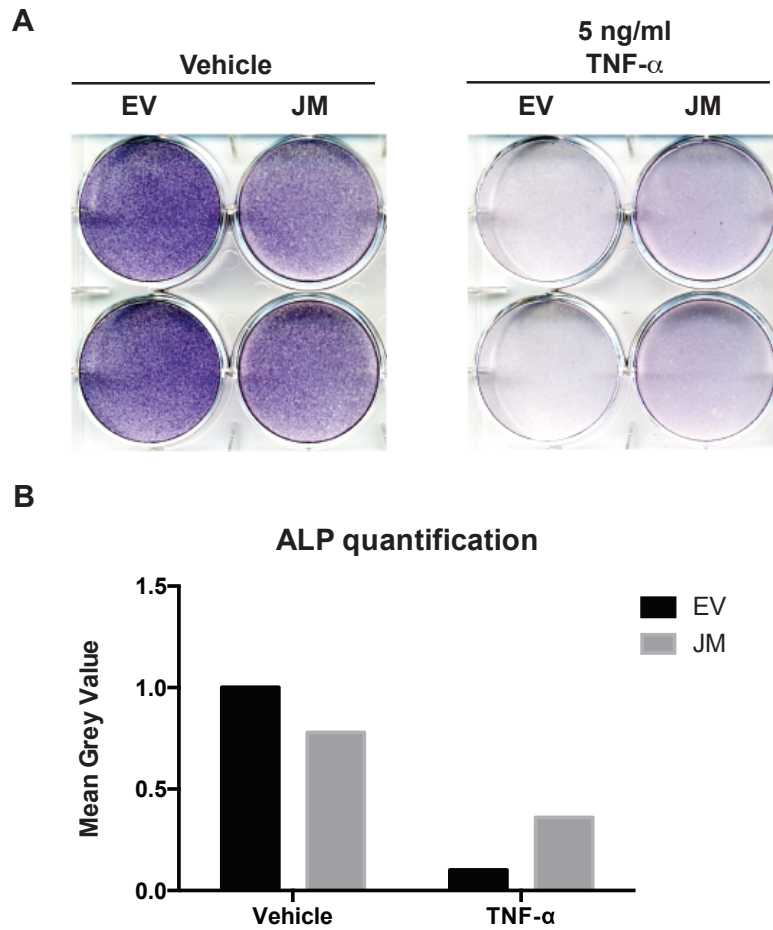 A
Vehicle
5 ng/ml
TNF-α
EV JM EV JM
B
ALP quantification
1.5
1.0
0.5
0.0
Mean Grey Value
EV
JM
Vehicle TNF-α